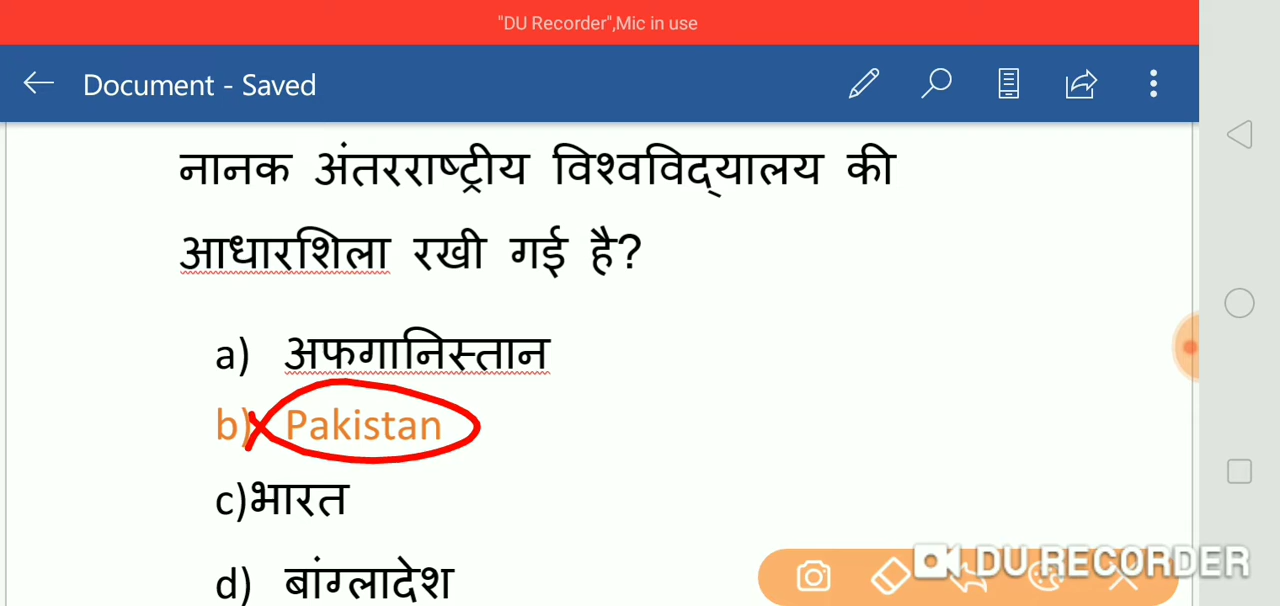 "DU Recorder",Mic in use
Document - Saved
नानक अंतरराष्ट्रीय विश्वविद्यालय की
आधारशिला रखी गई है?
a) अफगानिस्तान
b) Pakistan
c)भारत
d) बांग्लादेश
DU RECORDER